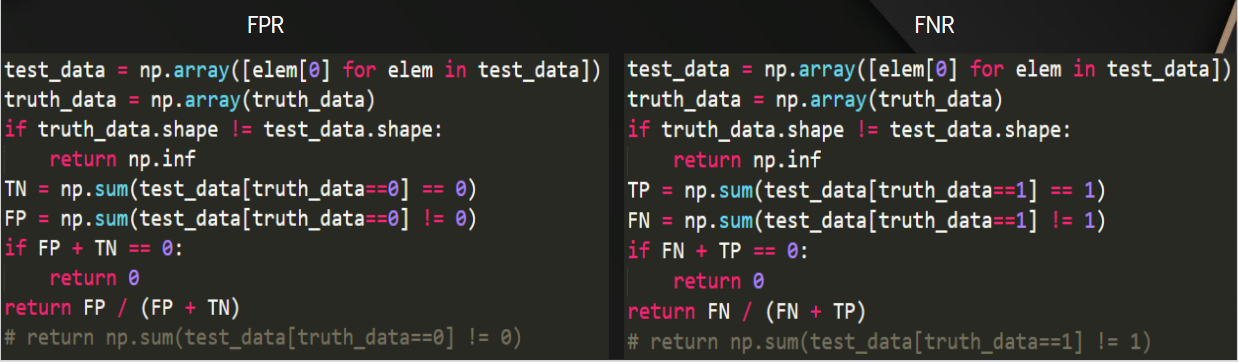 FPR
test_data = np.array([elem[0] for elem in test_data])
truth_data = np.array(truth_data)
if truth_data.shape != test_data.shape:
    return np.inf
TN = np.sum(test_data[truth_data==0] == 0)
FP = np.sum(test_data[truth_data==0] != 0)
if FP + TN == 0:
    return 0
return FP / (FP + TN)
# return np.sum(test_data[truth_data==0] != 0)
FNR
test_data = np.array([elem[0] for elem in test_data])
truth_data = np.array(truth_data)
if truth_data.shape != test_data.shape:
    return np.inf
TP = np.sum(test_data[truth_data==1] == 1)
FN = np.sum(test_data[truth_data==1] != 1)
if FN + TP == 0:
    return 0
return FN / (FN + TP)
# return np.sum(test_data[truth_data==1] != 1)